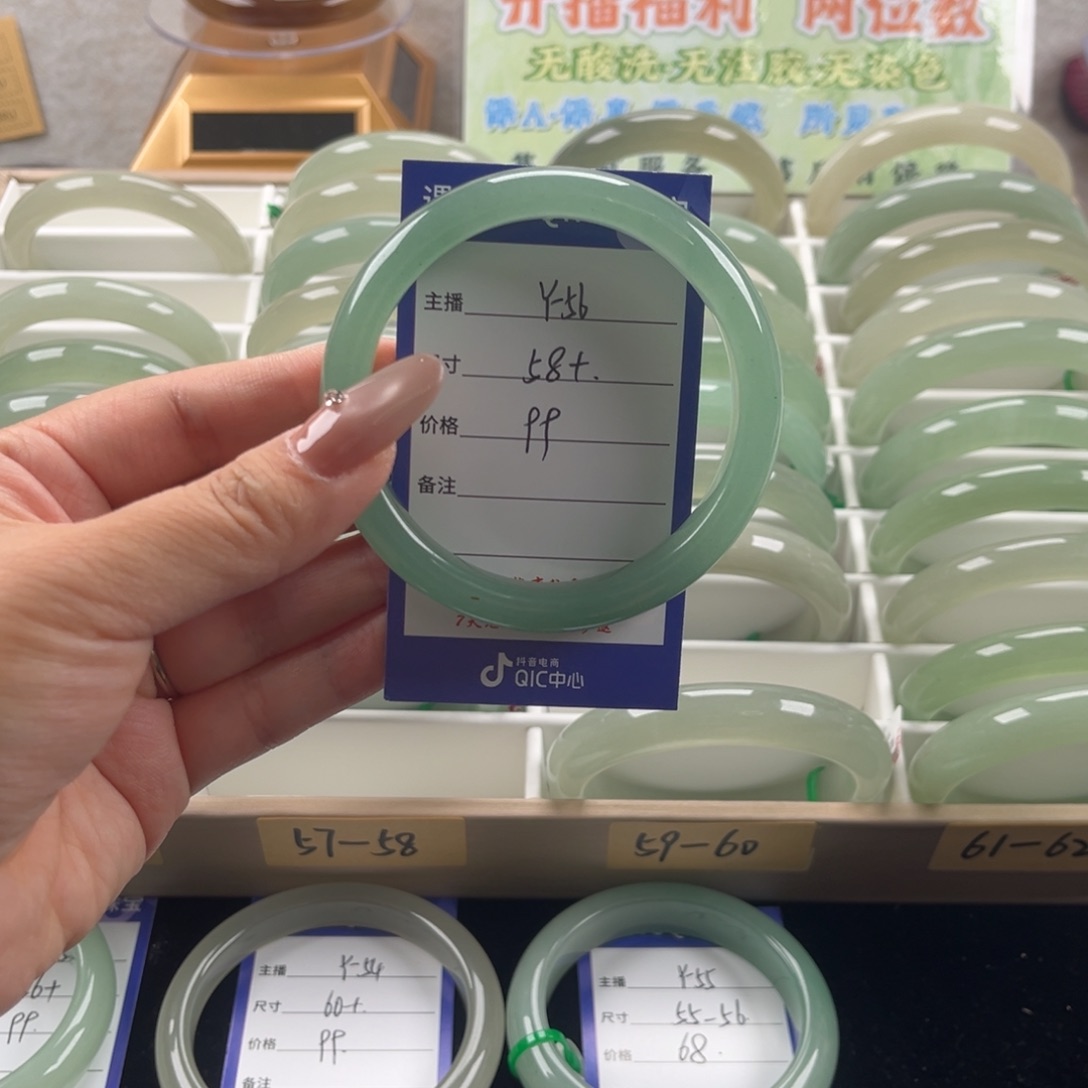 开播福利 两位数
无酸洗·无灌胶·无染色
主播 Y-56
寸 58+.
价格 99
备注
抖音电商
QIC中心
57-58
59-60
61-62
6+
99.
主播 Y-54
尺寸 60+.
价格 99.
备注
主播 Y-55
尺寸 55-56
价格 68.